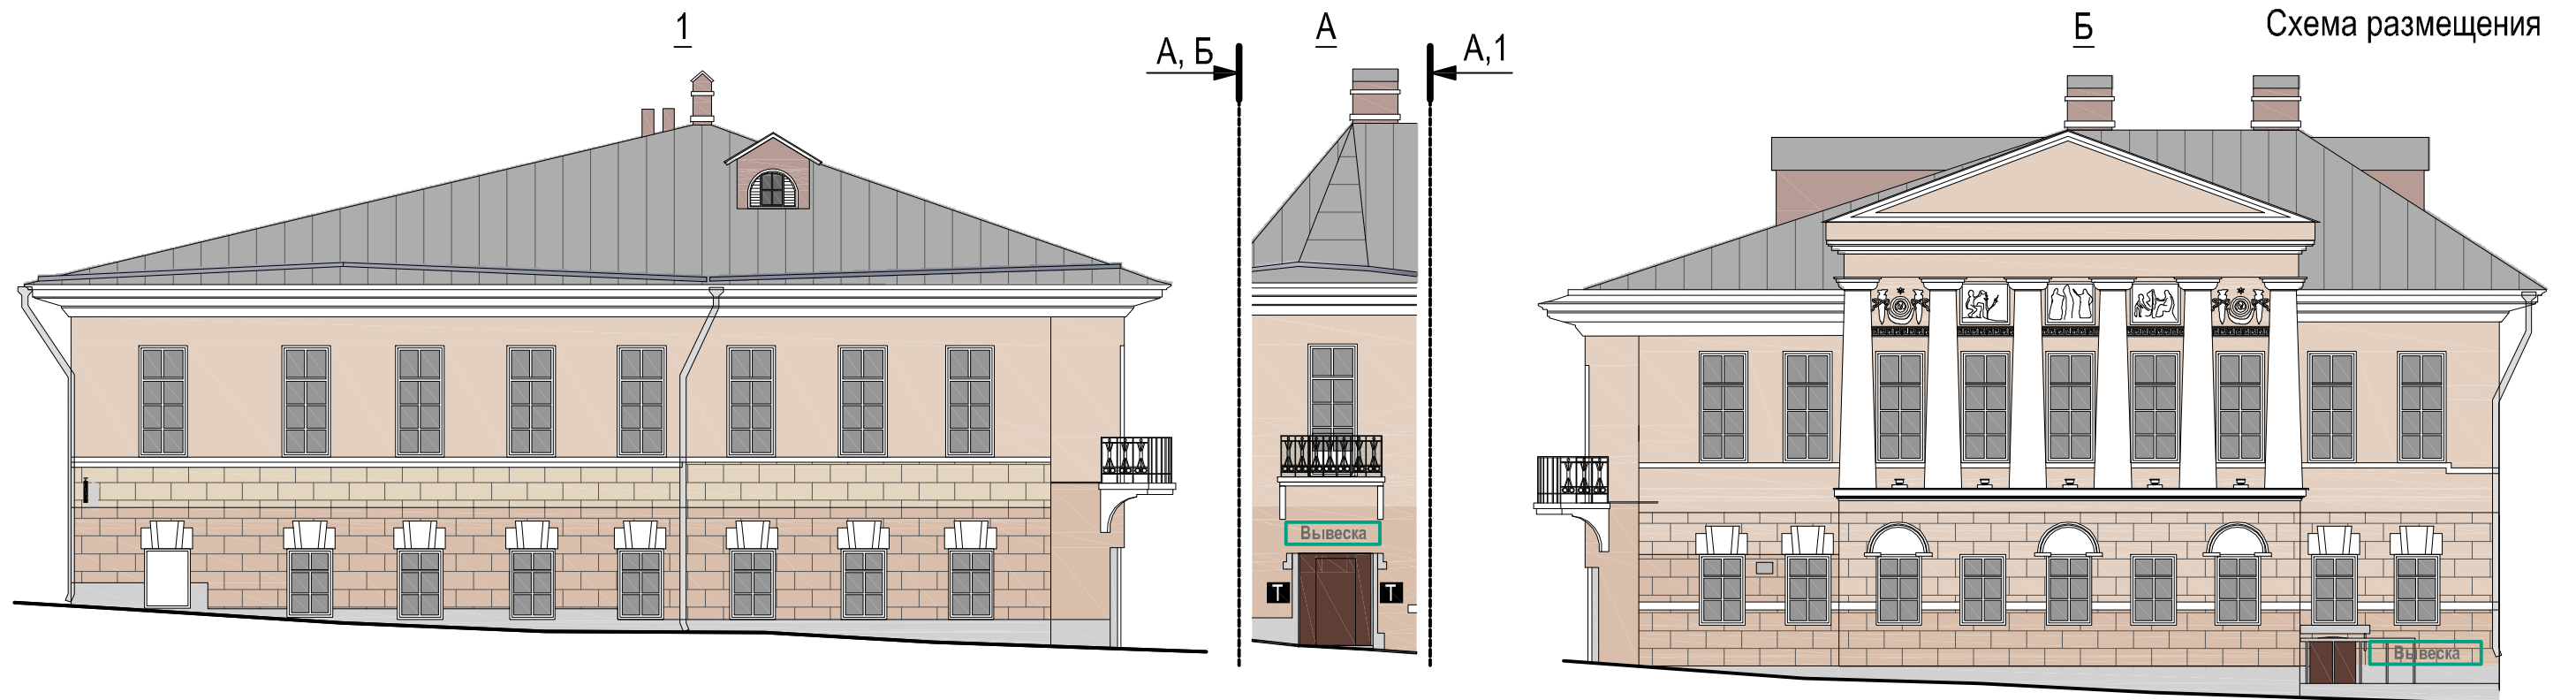 1
А, Б
А
А,1
Б
Схема размещения
Вывеска
Т
Т
Вывеска